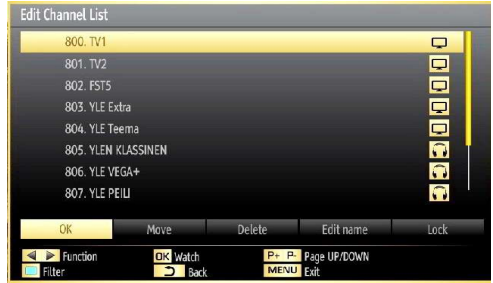 Edit Channel List
800. TV1
801. TV2
802. FST5
803. YLE Extra
804. YLE Teema
805. YLEN KLASSINEN
806. YLE VEGA+
807. YLE PEILI
OK Move Delete Edit name Lock
Function OK Watch P+ P- Page UP/DOWN
Filter Back MENU Exit